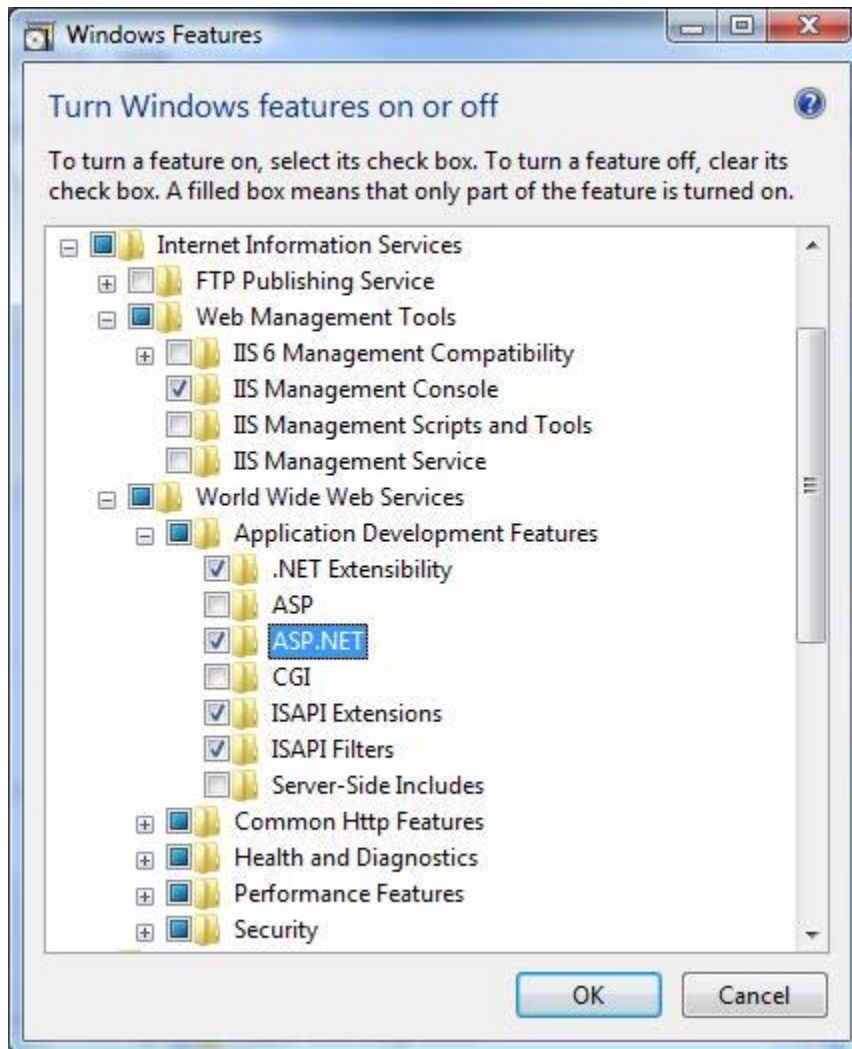 Windows Features
Turn Windows features on or off
To turn a feature on, select its check box. To turn a feature off, clear its
check box. A filled box means that only part of the feature is turned on.
Internet Information Services
FTP Publishing Service
Web Management Tools
IIS 6 Management Compatibility
IIS Management Console
IIS Management Scripts and Tools
IIS Management Service
World Wide Web Services
Application Development Features
.NET Extensibility
ASP
ASP.NET
CGI
ISAPI Extensions
ISAPI Filters
Server-Side Includes
Common Http Features
Health and Diagnostics
Performance Features
Security
OK Cancel